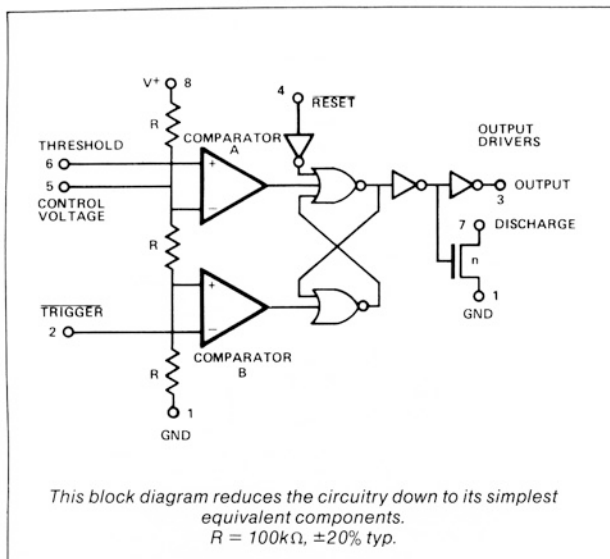 V+ 8
4
RESET
R
OUTPUT
DRIVERS
THRESHOLD
COMPARATOR
A
6
+
5
OUTPUT
3
CONTROL
VOLTAGE
−
7 DISCHARGE
R
n
+
TRIGGER
1
2
−
GND
COMPARATOR
B
R
1
GND
This block diagram reduces the circuitry down to its simplest
equivalent components.
R = 100kΩ, ±20% typ.